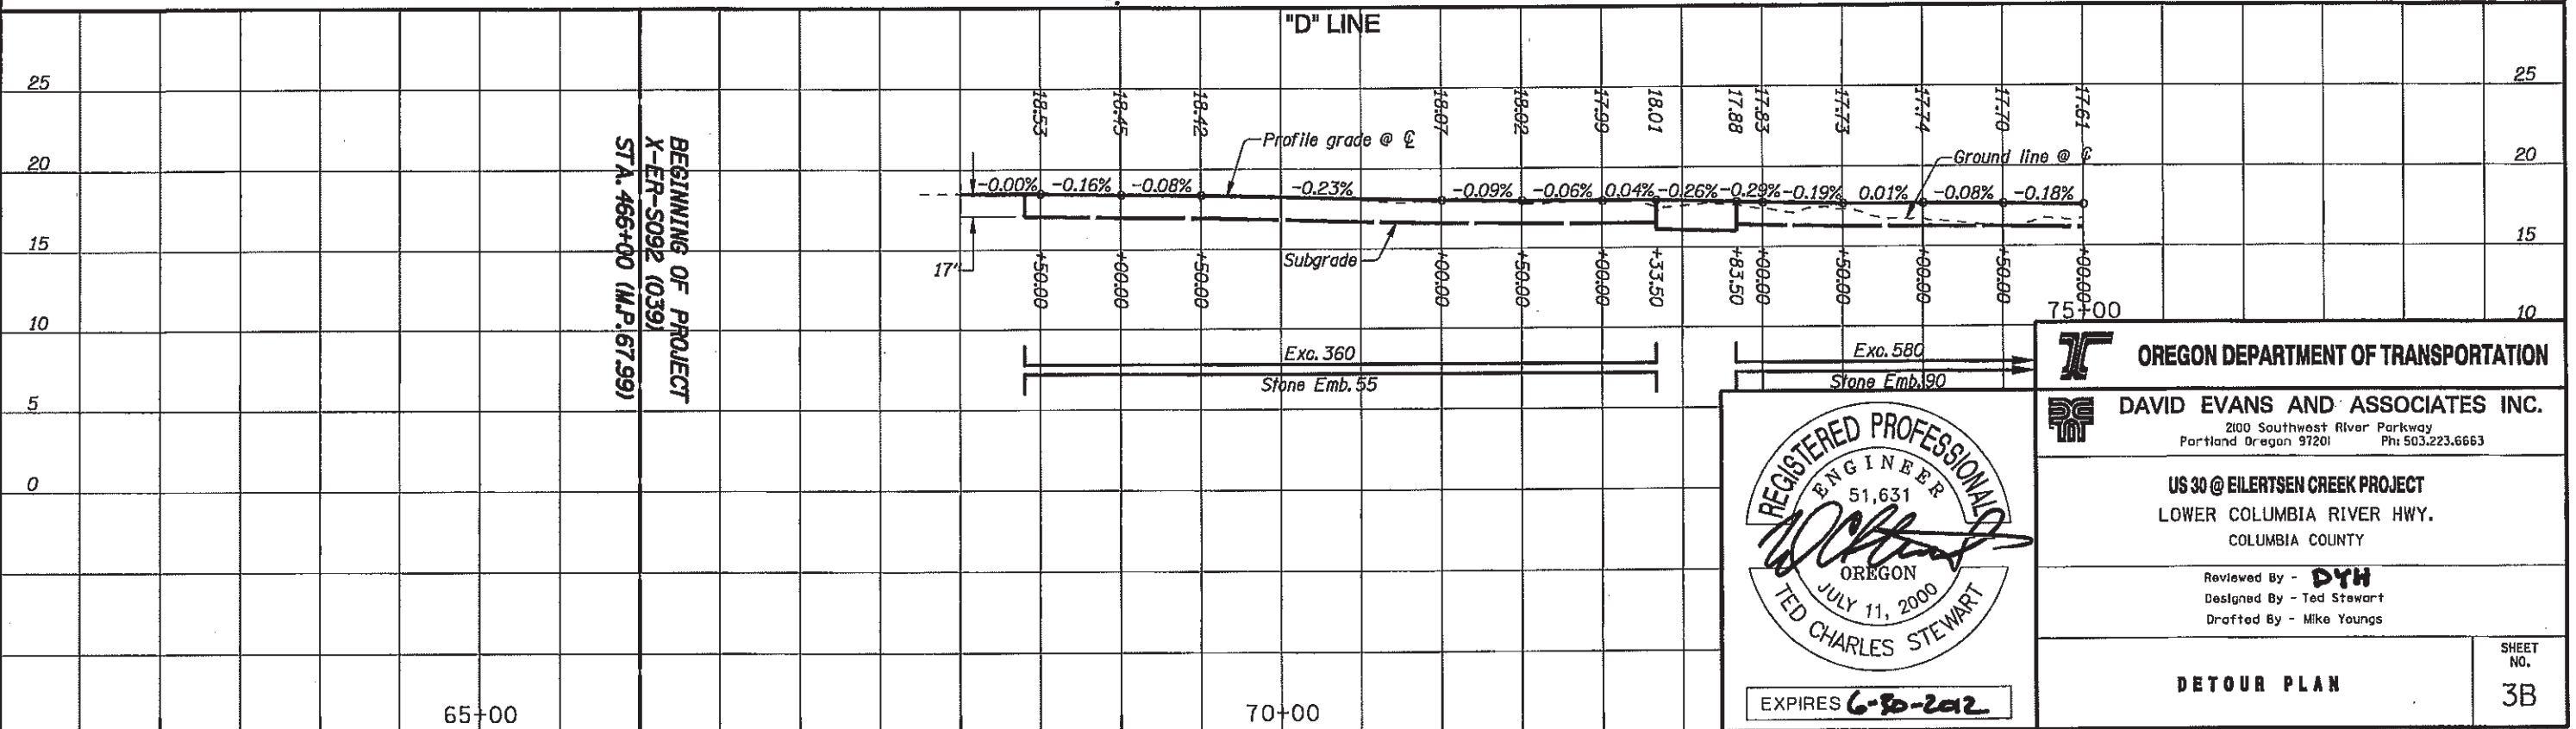 "D" LINE
25
25
18.53
18.45
18.42
18.07
18.02
17.99
18.01
17.88
17.83
17.73
17.74
17.70
17.61
Profile grade @ ℄
Ground line @ ℄
20
20
-0.00%
-0.16%
-0.08%
-0.23%
-0.09%
-0.06%
0.04%
-0.26%
-0.29%
-0.19%
0.01%
-0.08%
-0.18%
BEGINNING OF PROJECT
X-ER-S092 (039)
STA. 466+00 (M.P. 67.99)
15
15
17"
Subgrade
+50.00
+00.00
+50.00
+00.00
+50.00
+00.00
+33.50
+83.50
+00.00
+50.00
+00.00
+50.00
+00.00
75+00
10
10
Exc. 360
Stone Emb. 55
Exc. 580
Stone Emb. 90
5
0
65+00
70+00
OREGON DEPARTMENT OF TRANSPORTATION
DAVID EVANS AND ASSOCIATES INC.
2100 Southwest River Parkway
Portland Oregon 97201 Ph: 503.223.6663
US 30 @ EILERTSEN CREEK PROJECT
LOWER COLUMBIA RIVER HWY.
COLUMBIA COUNTY
Reviewed By - DYH
Designed By - Ted Stewart
Drafted By - Mike Youngs
DETOUR PLAN
SHEET
NO.
3B
REGISTERED PROFESSIONAL
ENGINEER
51,631
OREGON
JULY 11, 2000
TED CHARLES STEWART
EXPIRES 6-30-2012